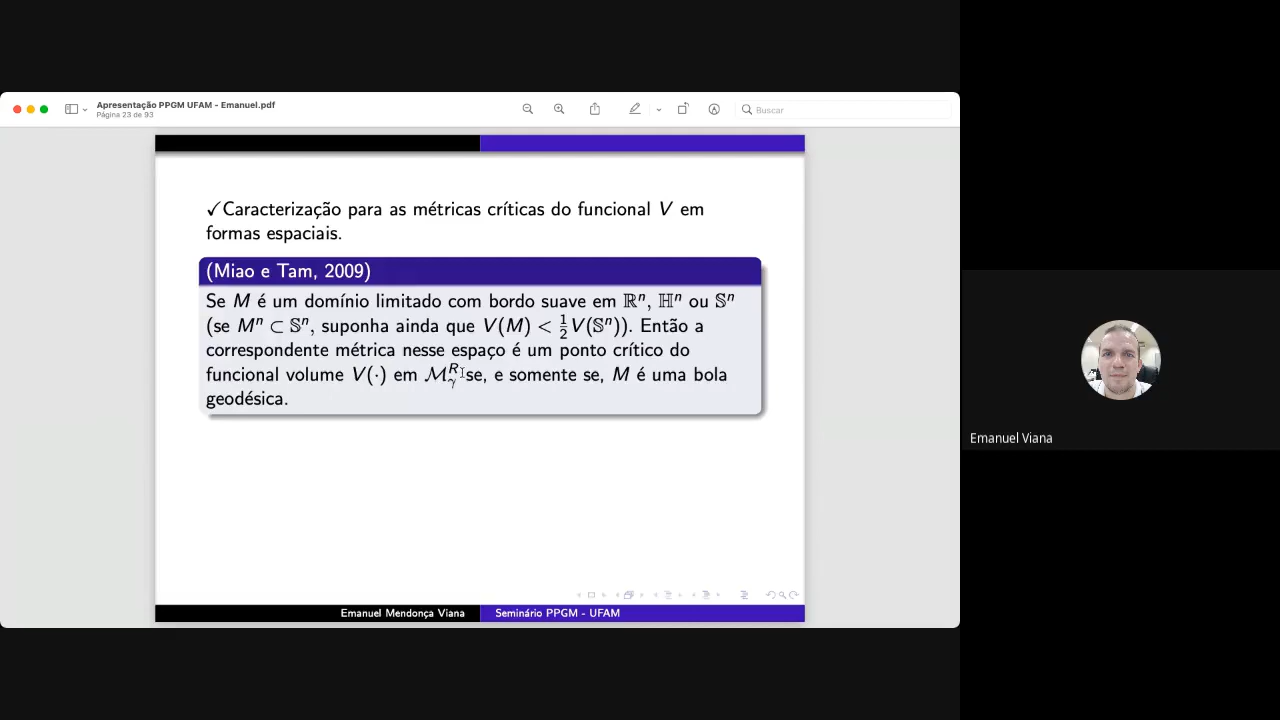 Apresentação PPGM UFAM - Emanuel.pdf
Página 23 de 93
Buscar
✓Caracterização para as métricas críticas do funcional V em
formas espaciais.
(Miao e Tam, 2009)
Se M é um domínio limitado com bordo suave em ℝⁿ, ℍⁿ ou 𝕊ⁿ
(se Mⁿ ⊂ 𝕊ⁿ, suponha ainda que V(M) < ½V(𝕊ⁿ)). Então a
correspondente métrica nesse espaço é um ponto crítico do
funcional volume V(·) em ℳ_γ^R se, e somente se, M é uma bola
geodésica.
Emanuel Mendonça Viana
Seminário PPGM - UFAM
Emanuel Viana